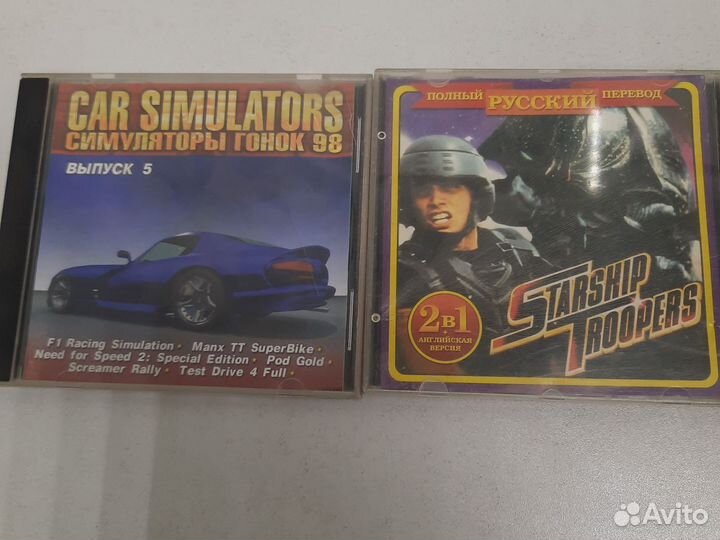 CAR SIMULATORS
СИМУЛЯТОРЫ ГОНОК 98
ВЫПУСК 5
F1 Racing Simulation • Manx TT SuperBike •
Need for Speed 2: Special Edition • Pod Gold •
Screamer Rally • Test Drive 4 Full •
ПОЛНЫЙ РУССКИЙ ПЕРЕВОД
STARSHIP
TROOPERS
2в1
+
АНГЛИЙСКАЯ
ВЕРСИЯ
Avito